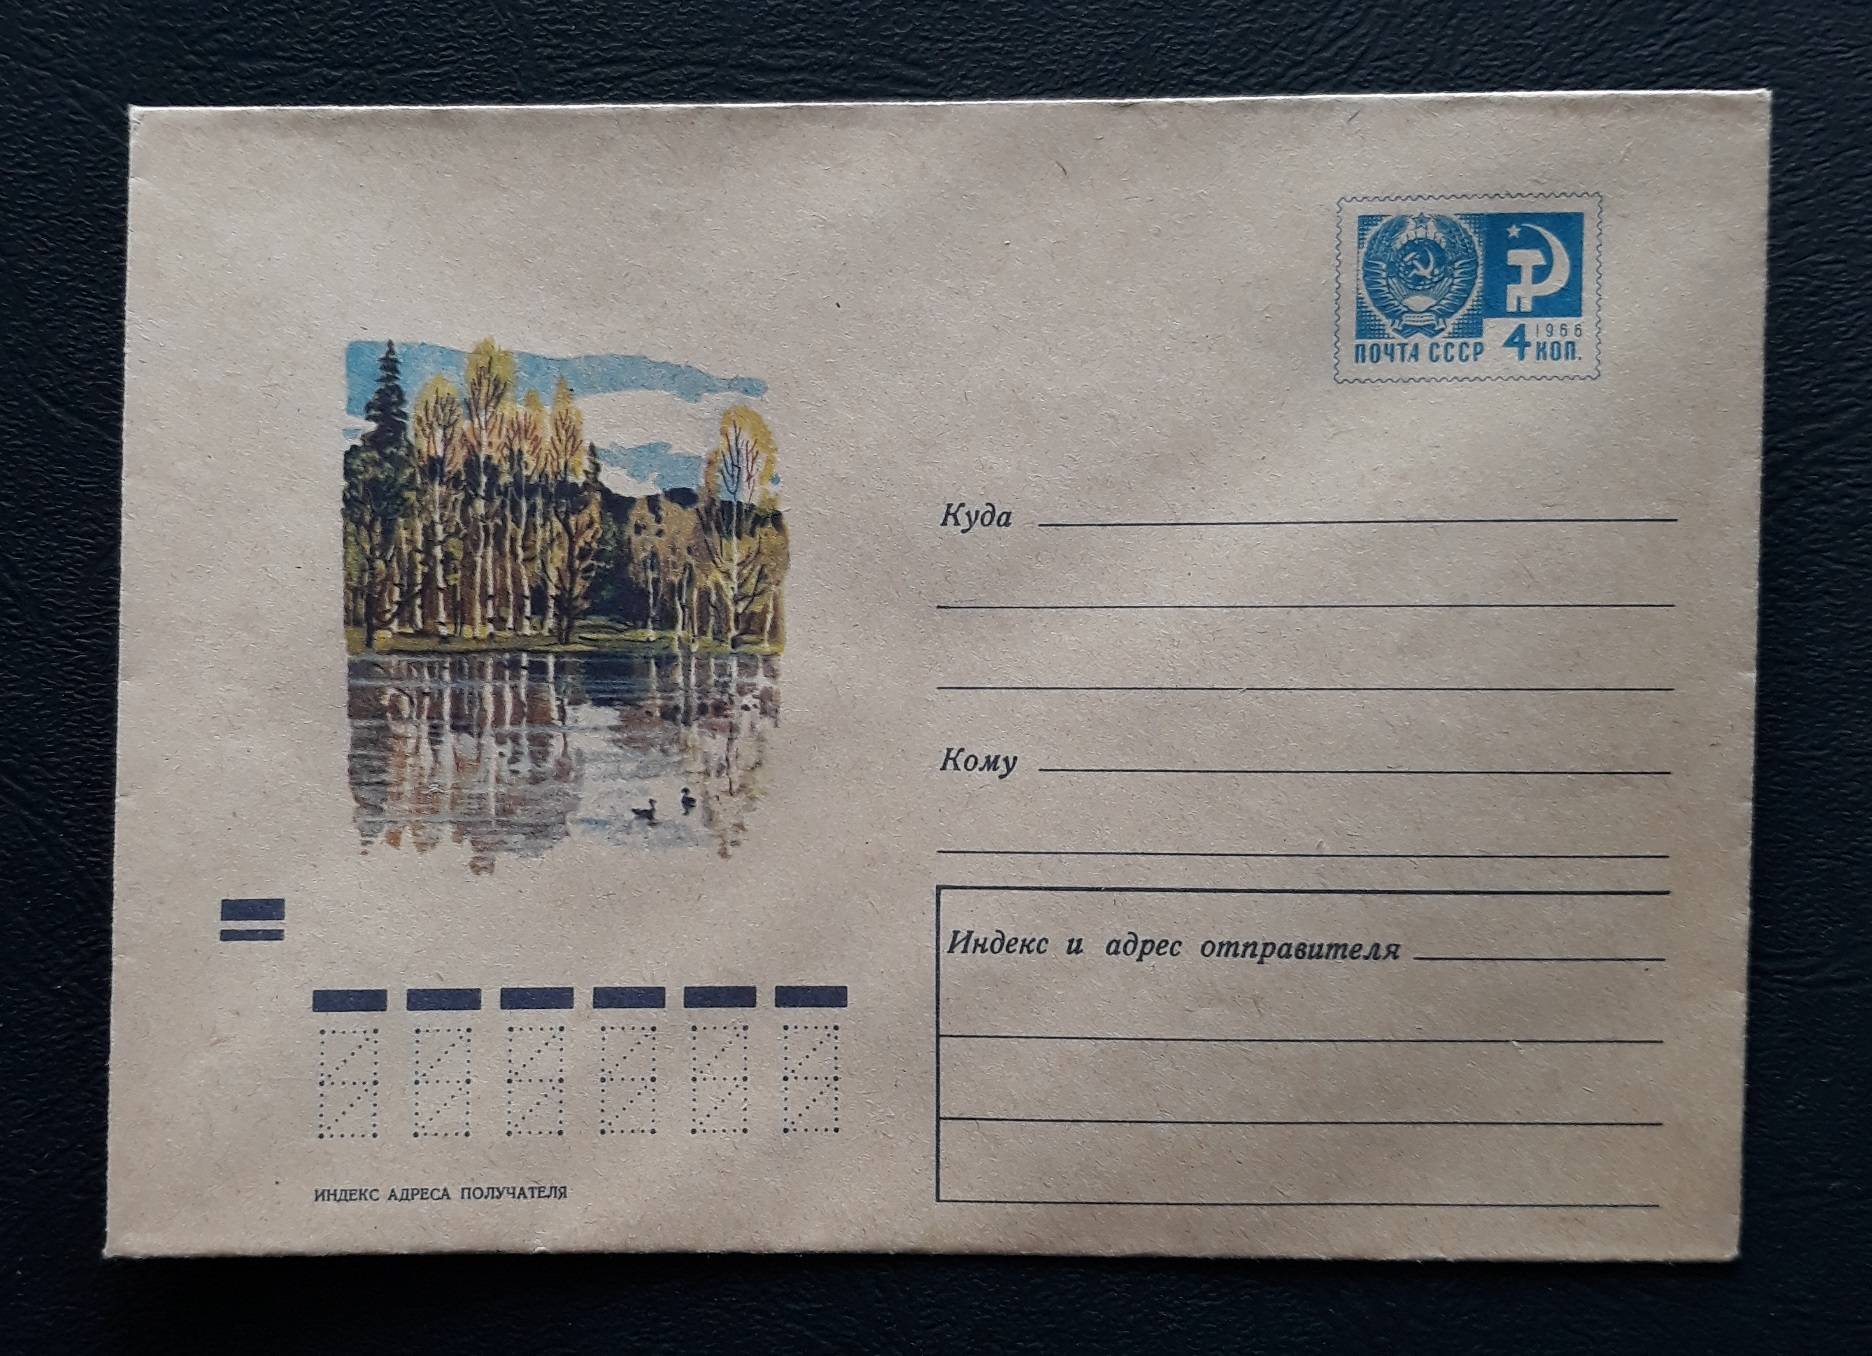 1966
ПОЧТА СССР 4 КОП.
Куда
Кому
Индекс и адрес отправителя
ИНДЕКС АДРЕСА ПОЛУЧАТЕЛЯ